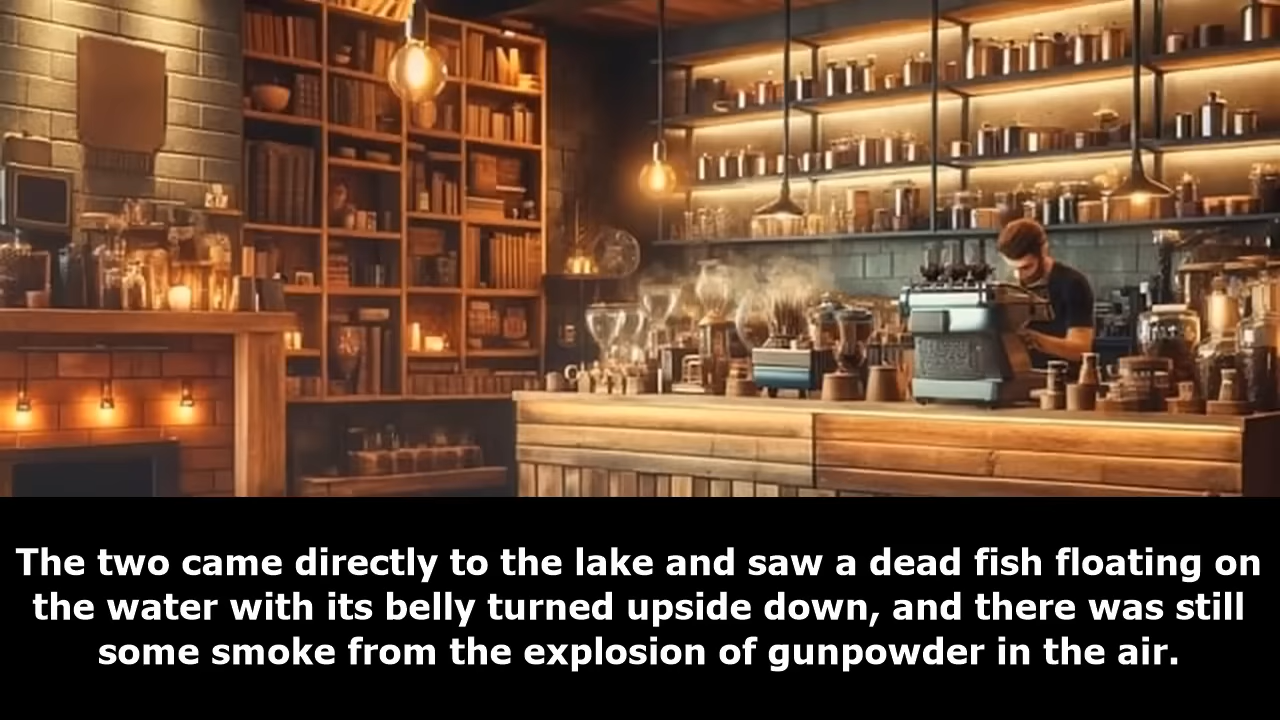 The two came directly to the lake and saw a dead fish floating on
the water with its belly turned upside down, and there was still
some smoke from the explosion of gunpowder in the air.